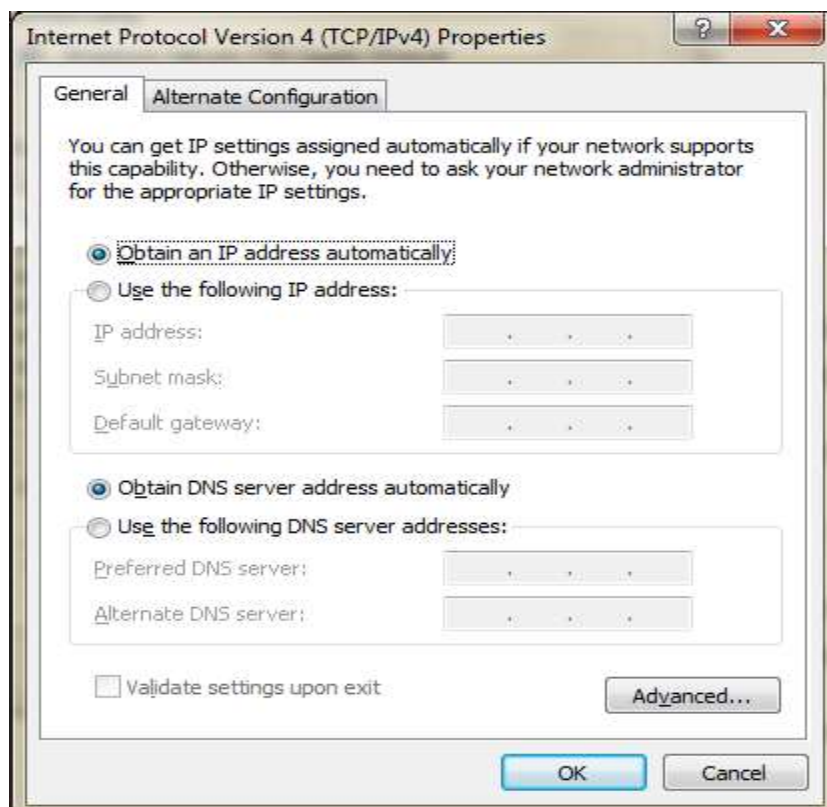 Internet Protocol Version 4 (TCP/IPv4) Properties
General
Alternate Configuration
You can get IP settings assigned automatically if your network supports
this capability. Otherwise, you need to ask your network administrator
for the appropriate IP settings.
Obtain an IP address automatically
Use the following IP address:
IP address:
Subnet mask:
Default gateway:
Obtain DNS server address automatically
Use the following DNS server addresses:
Preferred DNS server:
Alternate DNS server:
Validate settings upon exit
Advanced...
OK
Cancel